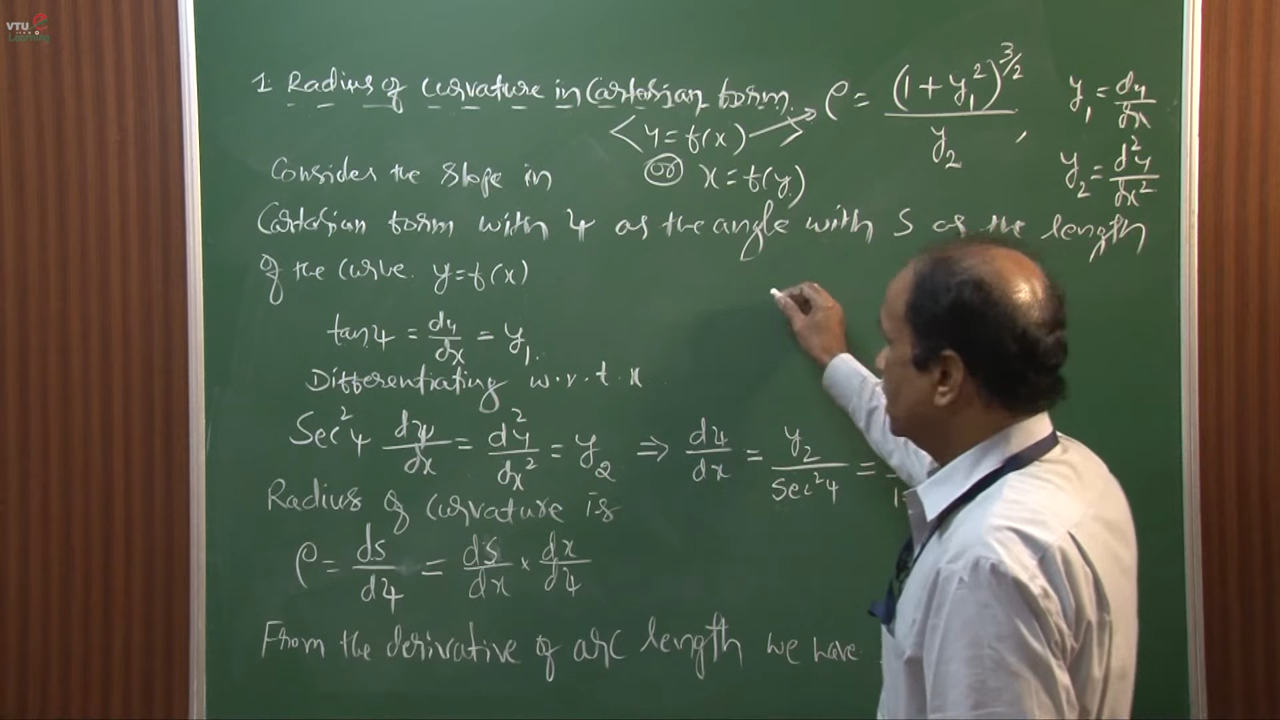 VTU e
Learning
1. Radius of curvature in Cartesian form. ρ = (1 + y₁²)^{3/2} / y₂ , y₁ = dy/dx
< y = f(x) > y₂ = d²y/dx²
Consider the slope in (or) x = f(y)
Cartesian form with ψ as the angle with S as the length
of the curve. y = f(x)
tan ψ = dy/dx = y₁.
Differentiating w.r.t. x
Sec²ψ dψ/dx = d²y/dx² = y₂ ⇒ dψ/dx = y₂/sec²ψ =
Radius of curvature is
ρ = ds/dψ = ds/dx × dx/dψ
From the derivative of arc length we have